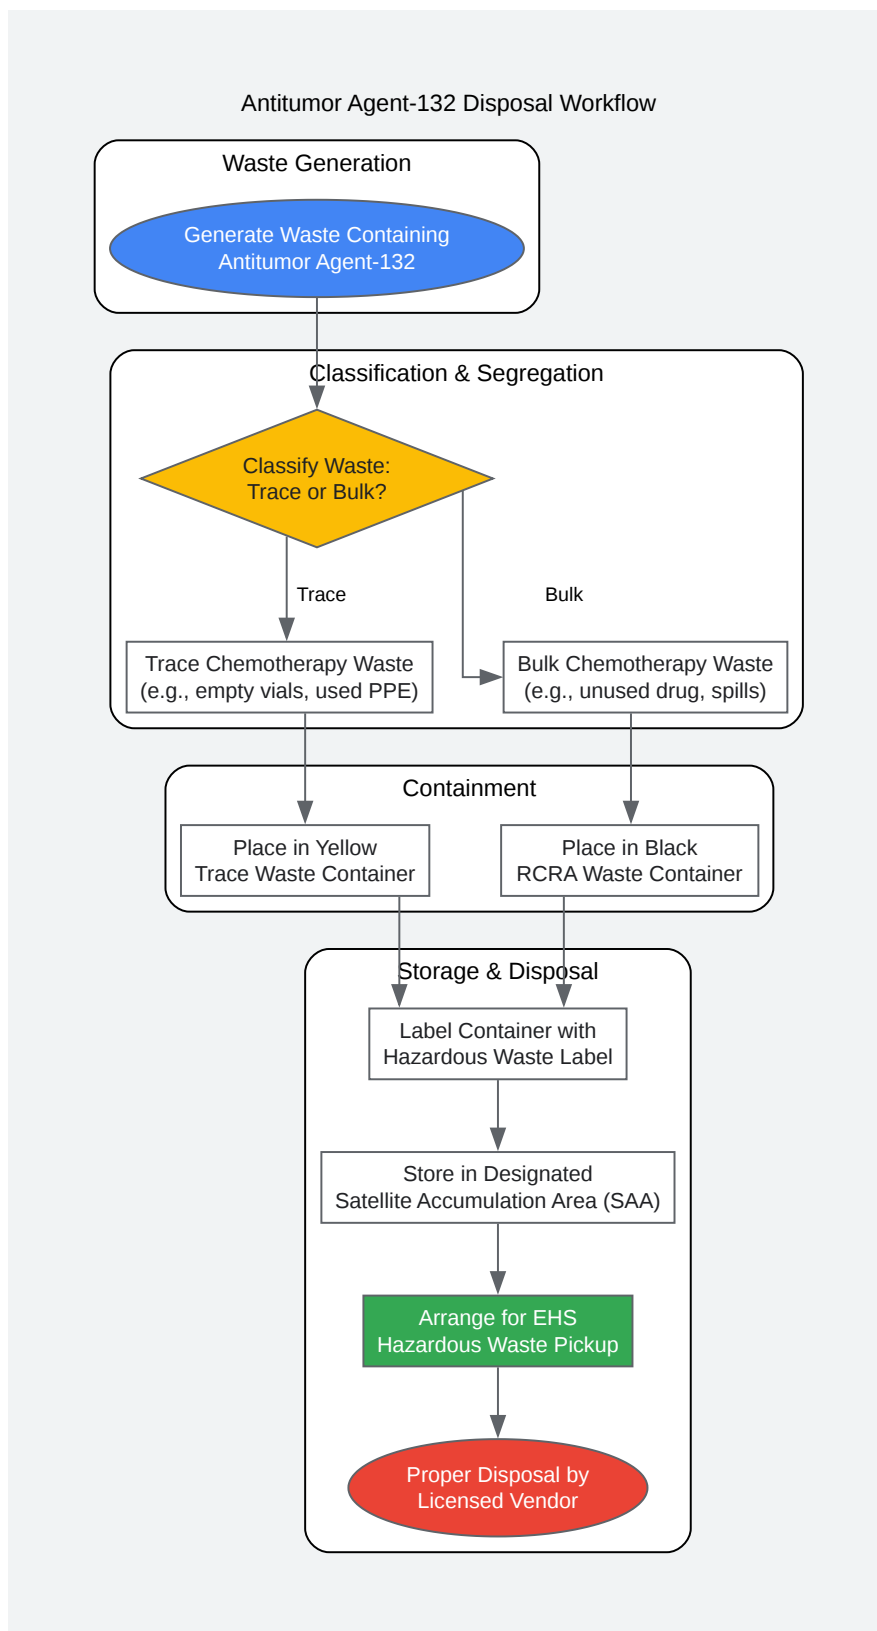 Antitumor Agent-132 Disposal Workflow
Waste Generation
Generate Waste Containing
Antitumor Agent-132
Classification & Segregation
Classify Waste:
Trace or Bulk?
Trace
Bulk
Trace Chemotherapy Waste
(e.g., empty vials, used PPE)
Bulk Chemotherapy Waste
(e.g., unused drug, spills)
Containment
Place in Yellow
Trace Waste Container
Place in Black
RCRA Waste Container
Storage & Disposal
Label Container with
Hazardous Waste Label
Store in Designated
Satellite Accumulation Area (SAA)
Arrange for EHS
Hazardous Waste Pickup
Proper Disposal by
Licensed Vendor